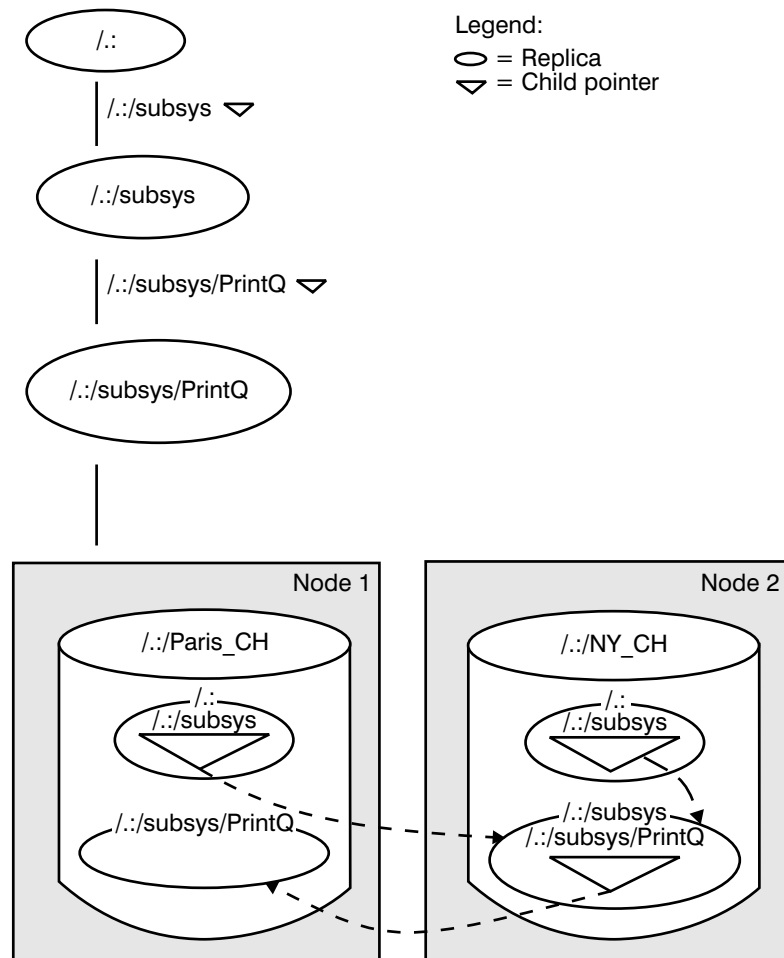 /.:
Legend:
= Replica
= Child pointer
/.:/subsys
/.:/subsys
/.:/subsys/PrintQ
/.:/subsys/PrintQ
Node 1
/.:/Paris_CH
/.:
/.:/subsys
/.:/subsys/PrintQ
Node 2
/.:/NY_CH
/.:
/.:/subsys
/.:/subsys
/.:/subsys/PrintQ